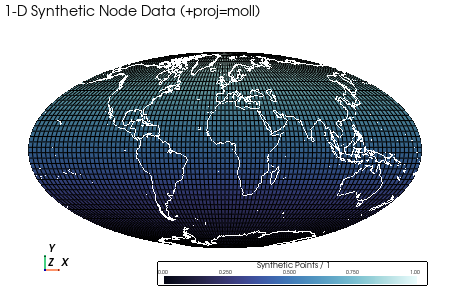 1-D Synthetic Node Data (+proj=moll)
Y
Z X
Synthetic Points / 1
0.00 0.250 0.500 0.750 1.00